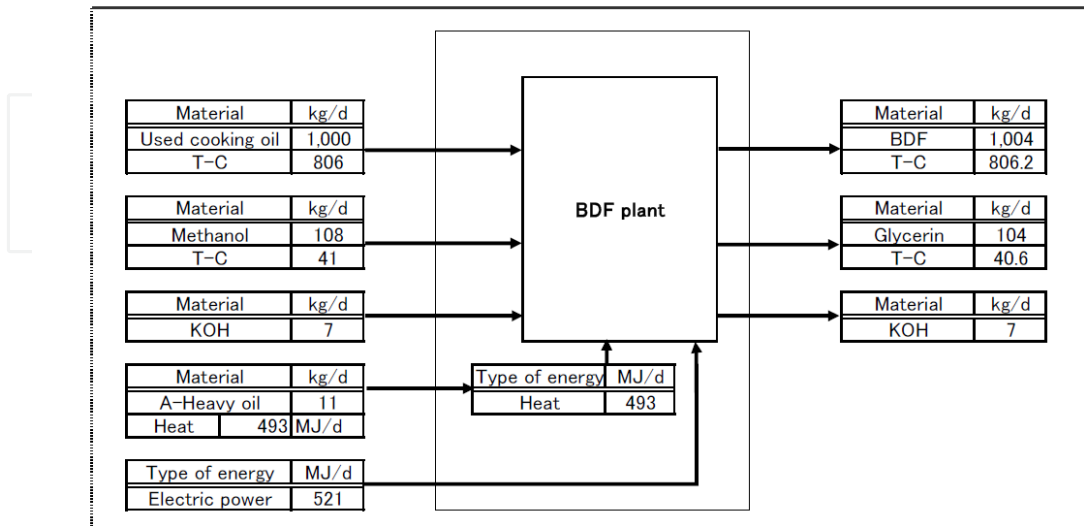 Material kg/d
Used cooking oil 1,000
T-C 806
Material kg/d
Methanol 108
T-C 41
Material kg/d
KOH 7
Material kg/d
A-Heavy oil 11
Heat 493 MJ/d
Type of energy MJ/d
Electric power 521
BDF plant
Type of energy MJ/d
Heat 493
Material kg/d
BDF 1,004
T-C 806.2
Material kg/d
Glycerin 104
T-C 40.6
Material kg/d
KOH 7